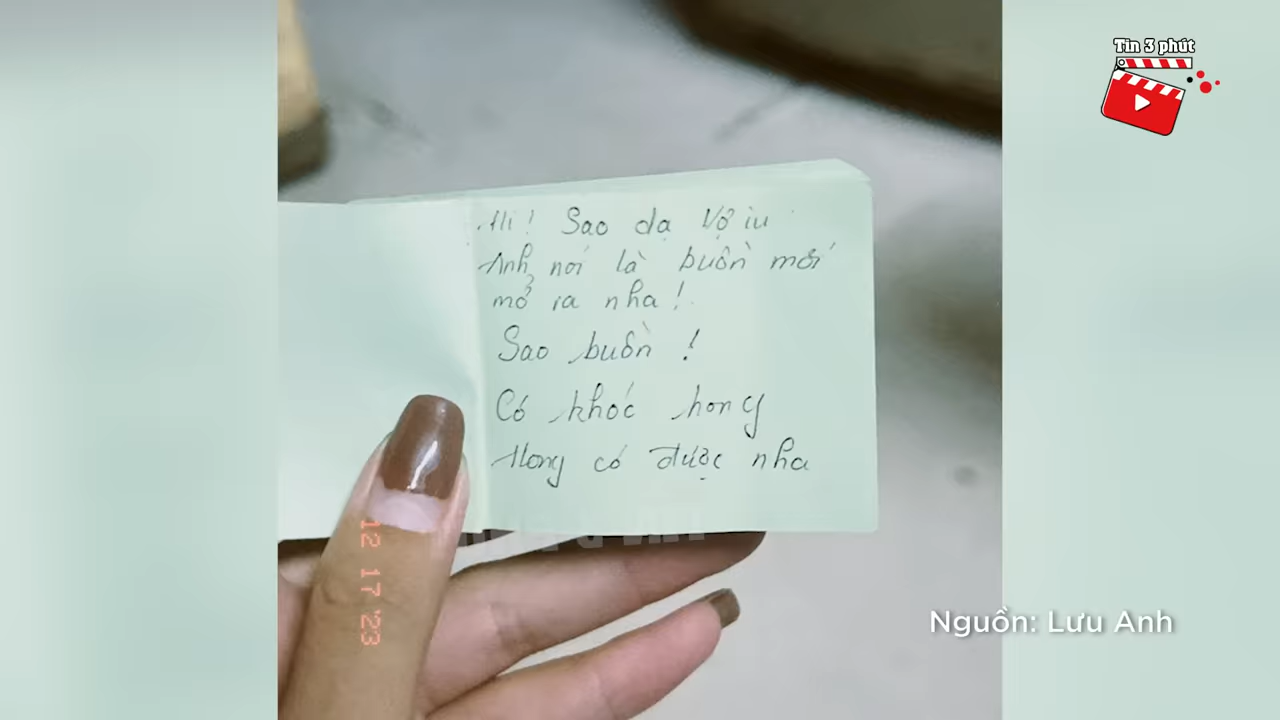 Tin 3 phút
Hi! Sao dạ Vợ iu
Anh nói là buồn mới
mở ra nha!
Sao buồn!
Có khóc hong
Hong có được nha
12 17 '23
Nguồn: Lưu Anh